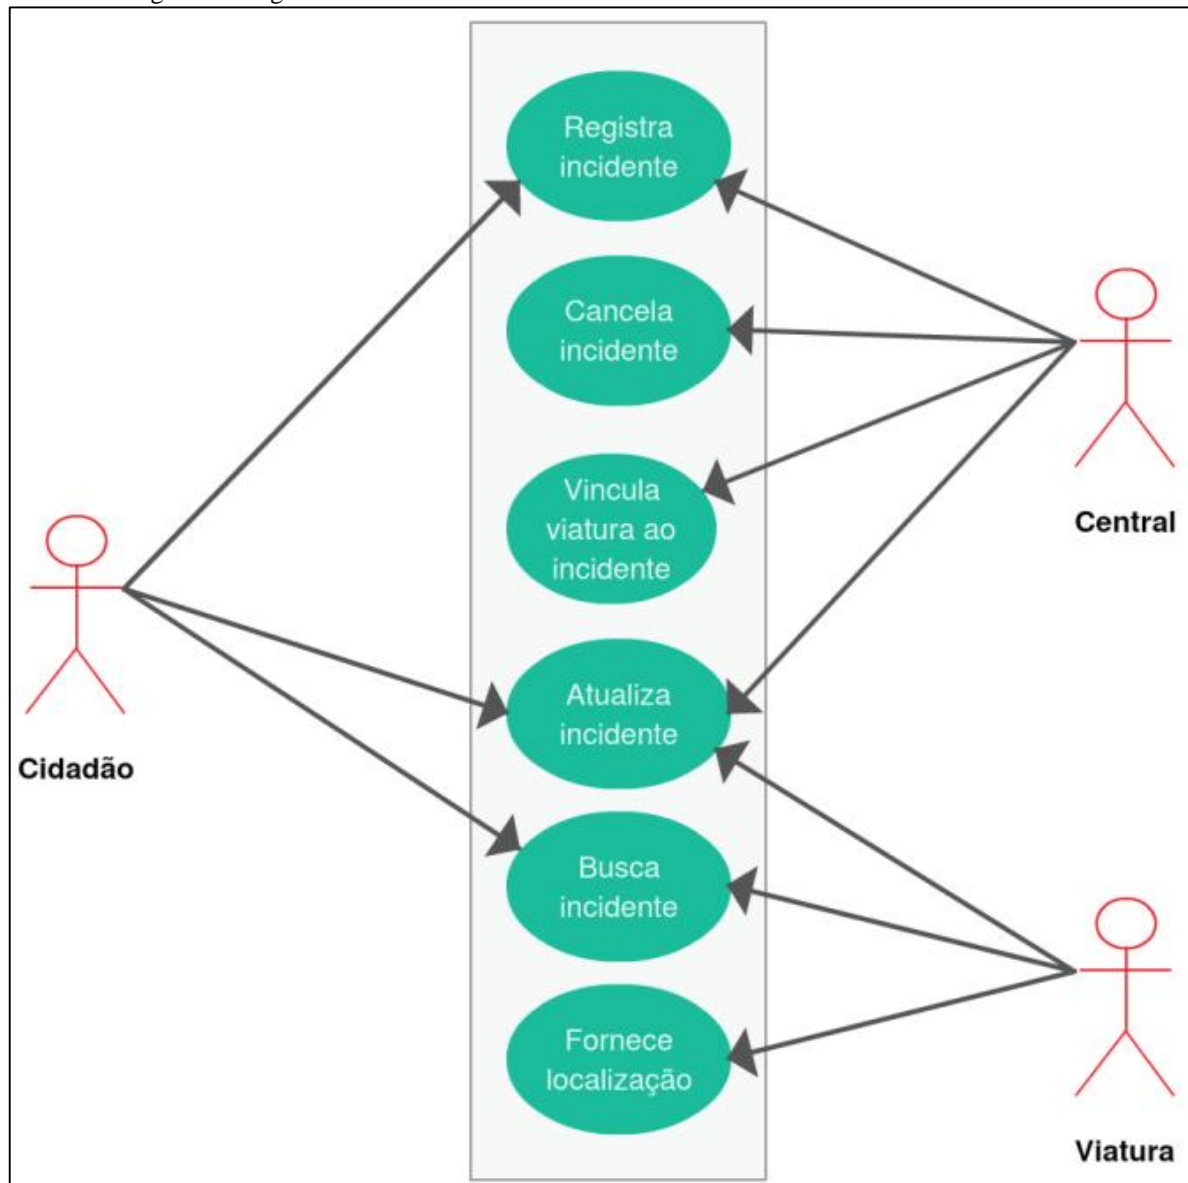 Registra
incidente
Cancela
incidente
Vincula
viatura ao
incidente
Atualiza
incidente
Busca
incidente
Fornece
localização
Cidadão
Central
Viatura